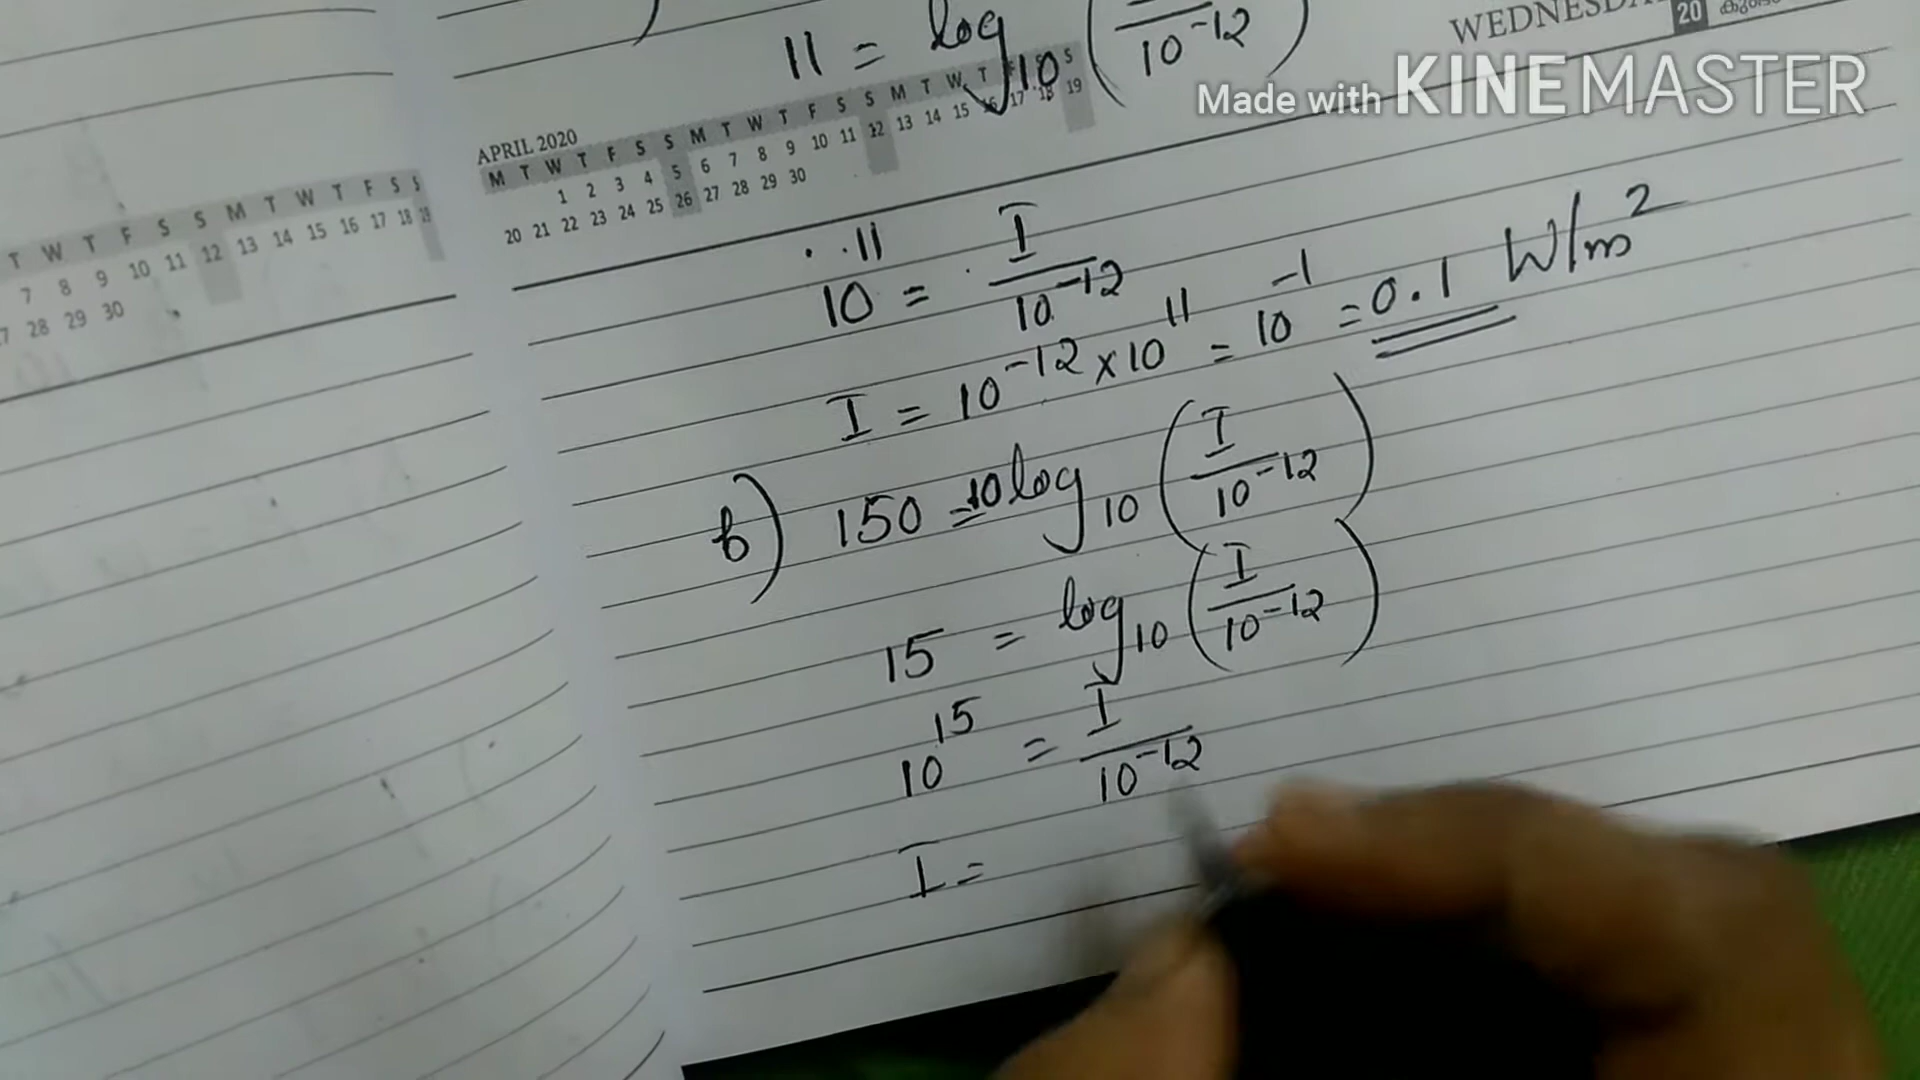 11 = log10 (I/10^-12)
WEDNESDA
20
Made with KINEMASTER
APRIL 2020
M T W T F S S M T W T F S S M T W T F S S
1 2 3 4 5 6 7 8 9 10 11 12 13 14 15 16 17 18 19
20 21 22 23 24 25 26 27 28 29 30
T W T F S S M T W T F S S
7 8 9 10 11 12 13 14 15 16 17 18 19
7 28 29 30
10^11 = I/10^-12
I = 10^-12 × 10^11 = 10^-1 = 0.1 W/m^2
b) 150 = 10 log10 (I/10^-12)
15 = log10 (I/10^-12)
10^15 = I/10^-12
I =